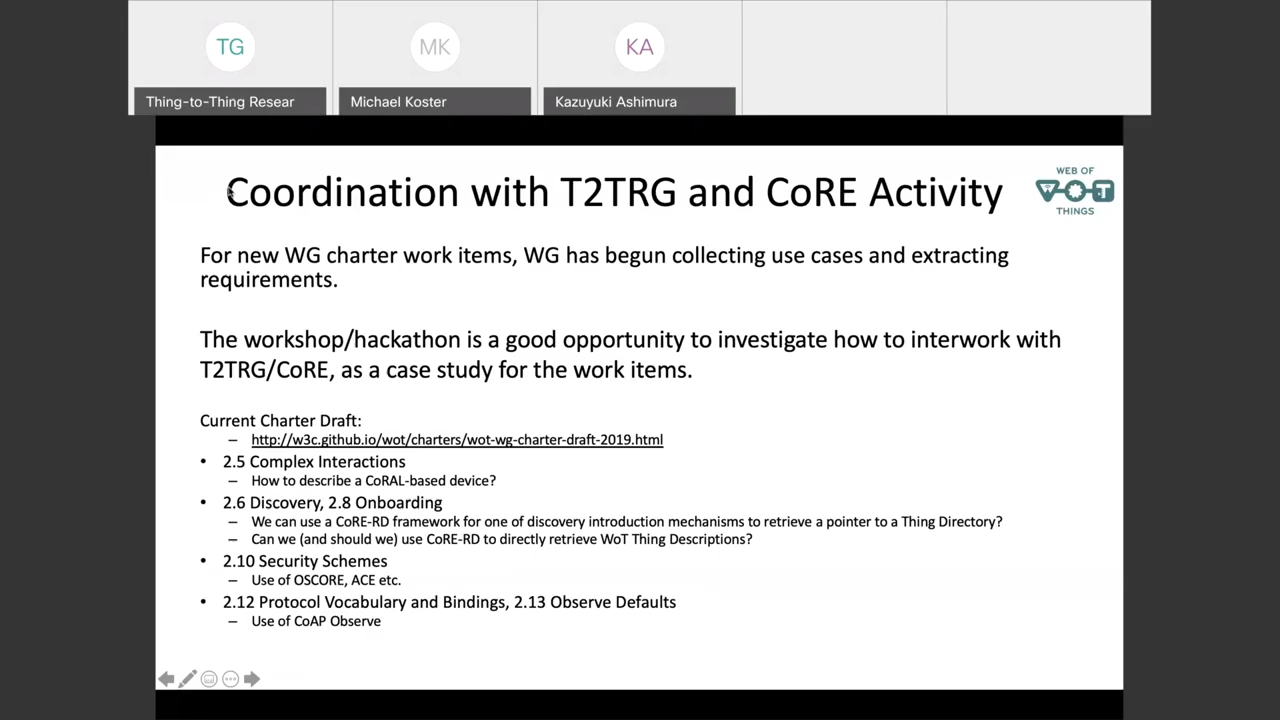 TG
MK
KA
Thing-to-Thing Resear
Michael Koster
Kazuyuki Ashimura
Coordination with T2TRG and CoRE Activity
WEB OF
WOT
THINGS
For new WG charter work items, WG has begun collecting use cases and extracting
requirements.
The workshop/hackathon is a good opportunity to investigate how to interwork with
T2TRG/CoRE, as a case study for the work items.
Current Charter Draft:
– http://w3c.github.io/wot/charters/wot-wg-charter-draft-2019.html
• 2.5 Complex Interactions
– How to describe a CoRAL-based device?
• 2.6 Discovery, 2.8 Onboarding
– We can use a CoRE-RD framework for one of discovery introduction mechanisms to retrieve a pointer to a Thing Directory?
– Can we (and should we) use CoRE-RD to directly retrieve WoT Thing Descriptions?
• 2.10 Security Schemes
– Use of OSCORE, ACE etc.
• 2.12 Protocol Vocabulary and Bindings, 2.13 Observe Defaults
– Use of CoAP Observe